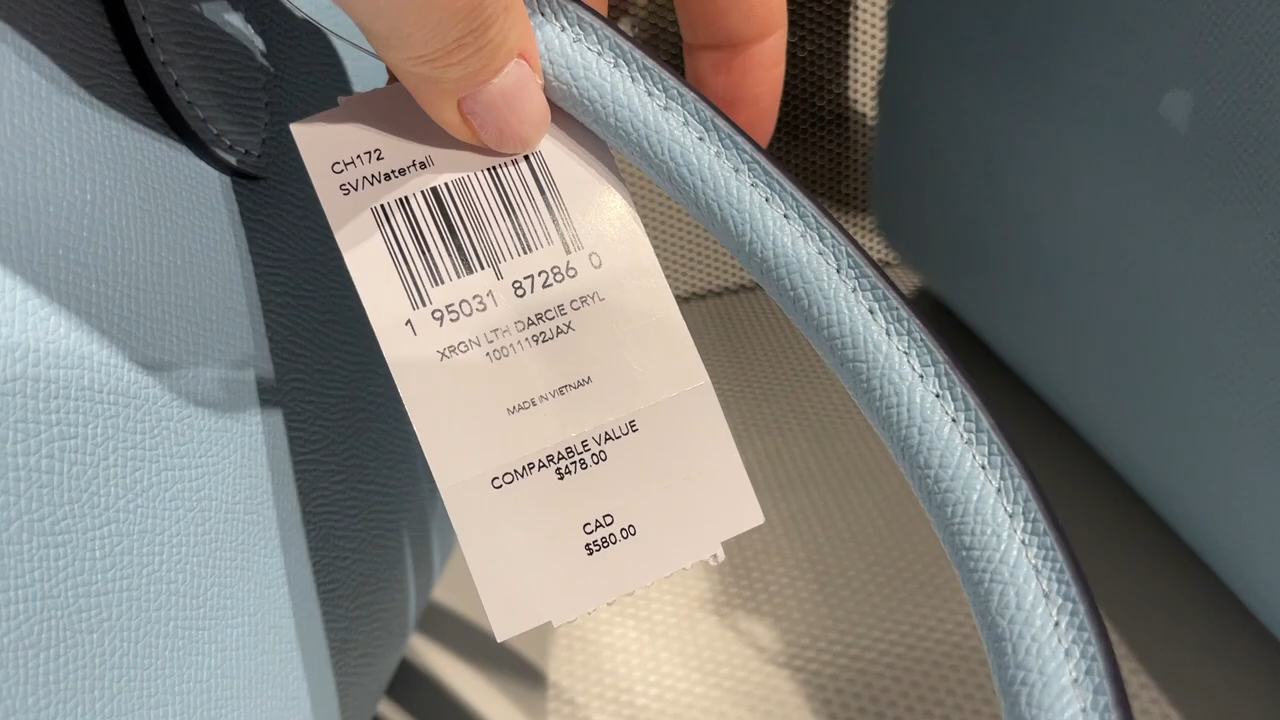 CH172
SV/Waterfall
1 95031 87286 0
XRGN LTH DARCIE CRYL
10011192JAX
MADE IN VIETNAM
COMPARABLE VALUE
$478.00
CAD
$580.00